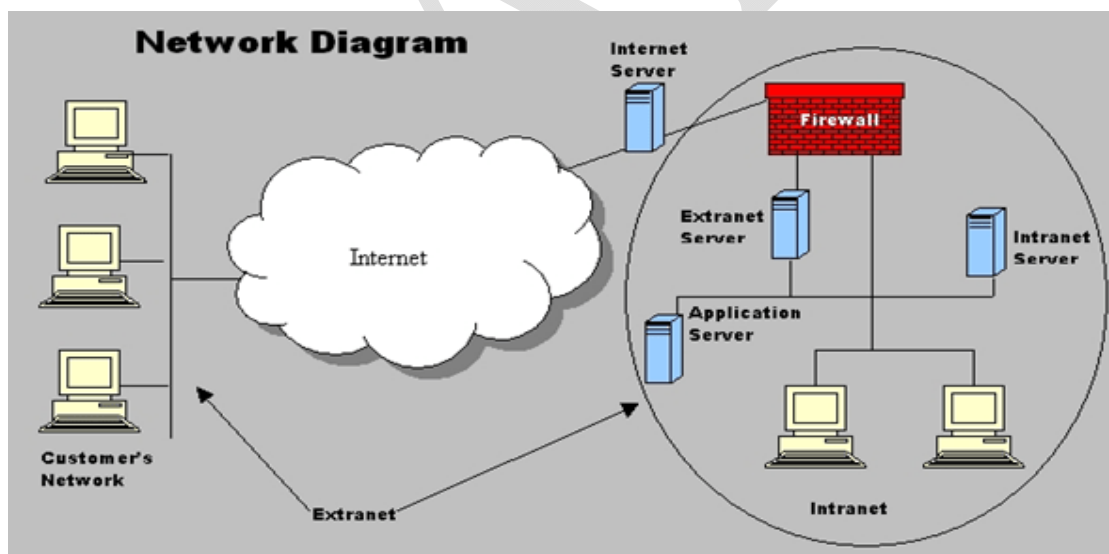 Network Diagram
Internet
Server
Firewall
Extranet
Server
Intranet
Server
Internet
Application
Server
Customer's
Network
Extranet
Intranet